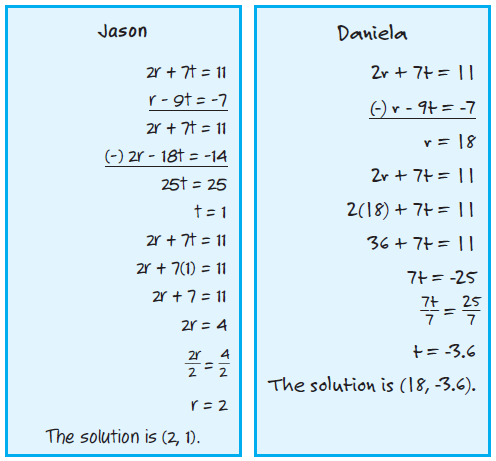 Jason
2r + 7t = 11
r - 9t = -7
2r + 7t = 11
(-) 2r - 18t = -14
25t = 25
t = 1
2r + 7t = 11
2r + 7(1) = 11
2r + 7 = 11
2r = 4
2r/2 = 4/2
r = 2
The solution is (2, 1).
Daniela
2r + 7t = 11
(-) r - 9t = -7
r = 18
2r + 7t = 11
2(18) + 7t = 11
36 + 7t = 11
7t = -25
7t/7 = 25/7
t = -3.6
The solution is (18, -3.6).